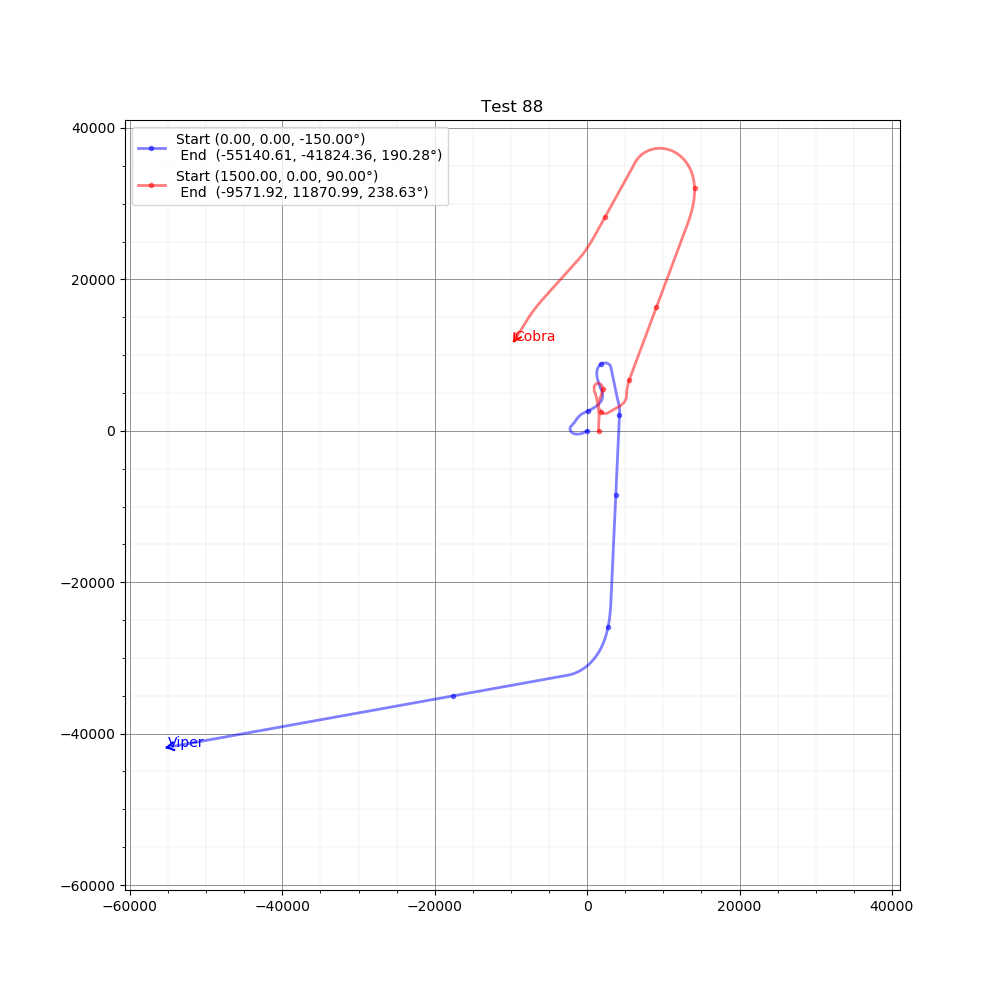 Test 88
Start (0.00, 0.00, -150.00°)
End (-55140.61, -41824.36, 190.28°)
Start (1500.00, 0.00, 90.00°)
End (-9571.92, 11870.99, 238.63°)
40000
20000
0
−20000
−40000
−60000
Cobra
Viper
−60000
−40000
−20000
0
20000
40000